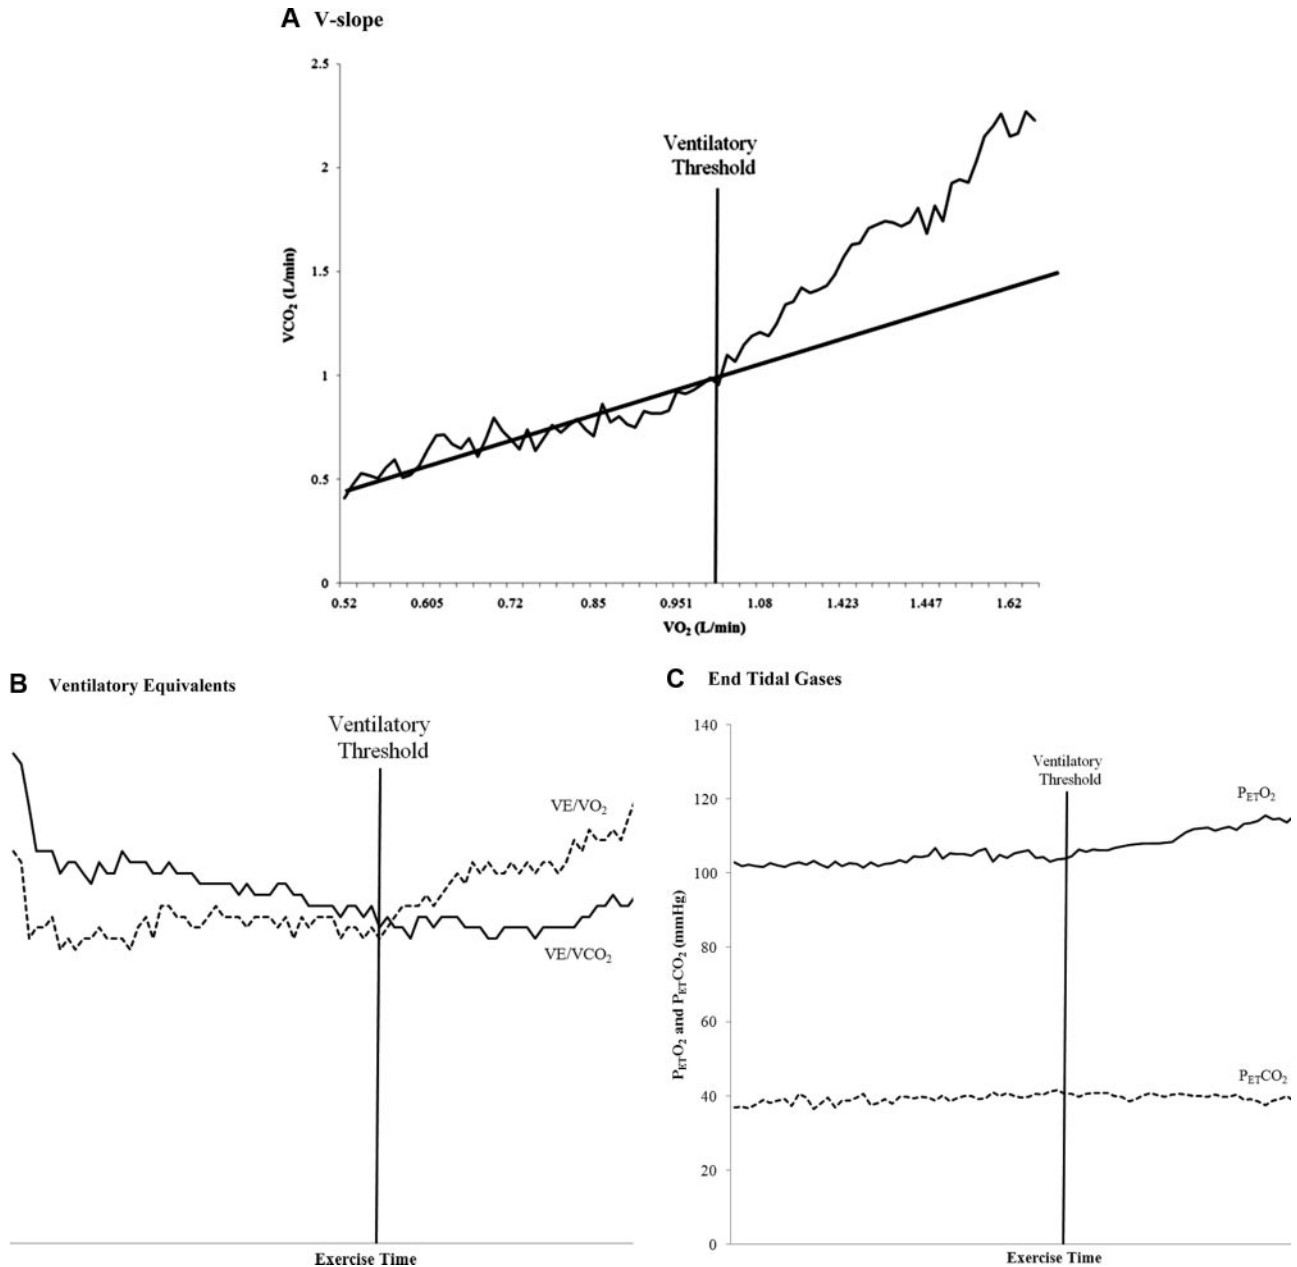 A V-slope
2.5
2
1.5
1
0.5
0
VCO₂ (L/min)
Ventilatory
Threshold
0.52 0.605 0.72 0.85 0.951 1.08 1.423 1.447 1.62
VO₂ (L/min)
B Ventilatory Equivalents
Ventilatory
Threshold
VE/VO₂
VE/VCO₂
Exercise Time
C End Tidal Gases
140
120
100
80
60
40
20
0
PETO₂ and PETCO₂ (mmHg)
Ventilatory
Threshold
PETO₂
PETCO₂
Exercise Time